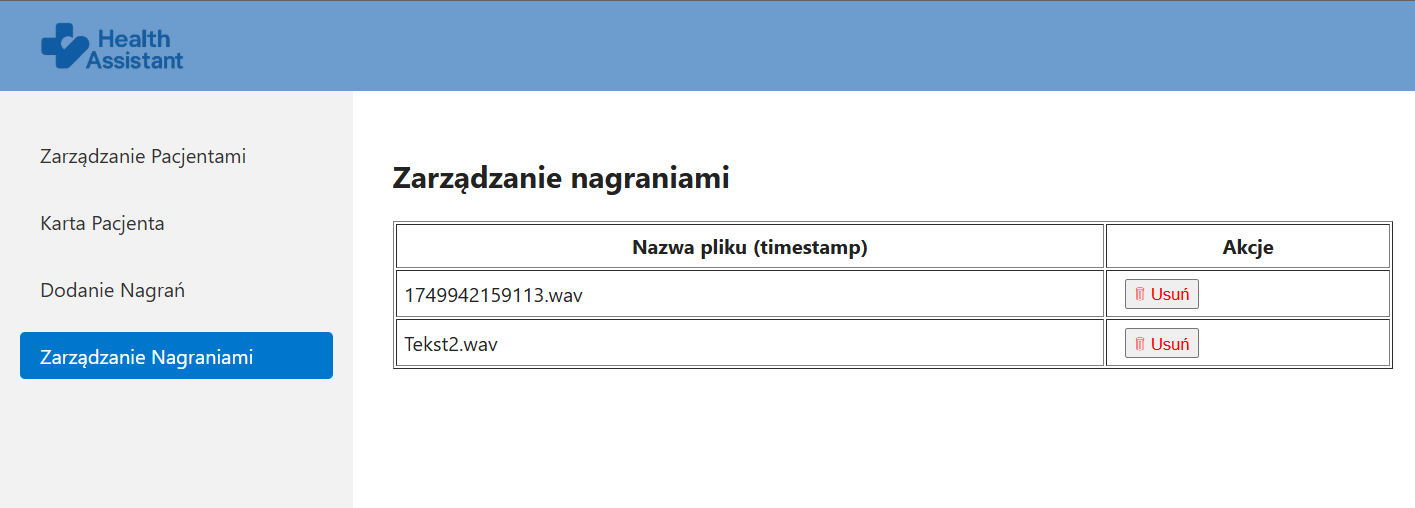 Health
Assistant
Zarządzanie Pacjentami
Karta Pacjenta
Dodanie Nagrań
Zarządzanie Nagraniami
Zarządzanie nagraniami
Nazwa pliku (timestamp) Akcje
1749942159113.wav Usuń
Tekst2.wav Usuń